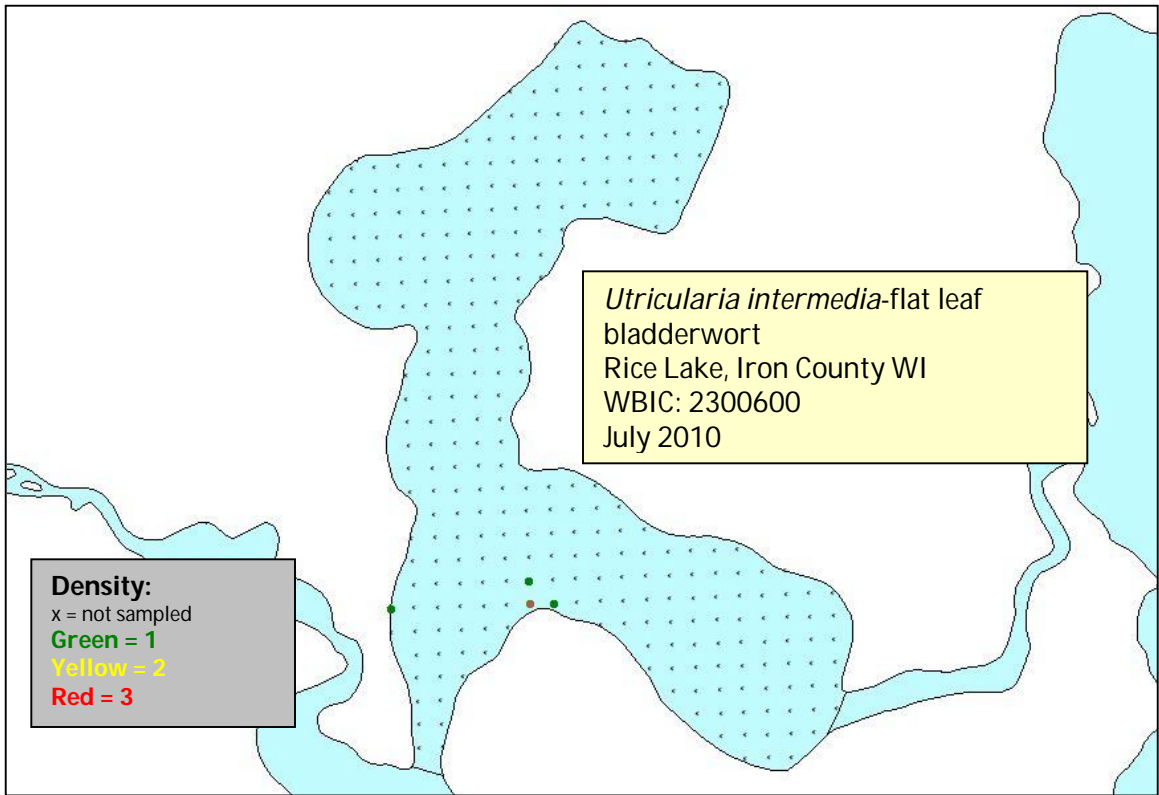 Utricularia intermedia-flat leaf
bladderwort
Rice Lake, Iron County WI
WBIC: 2300600
July 2010
Density:
x = not sampled
Green = 1
Yellow = 2
Red = 3